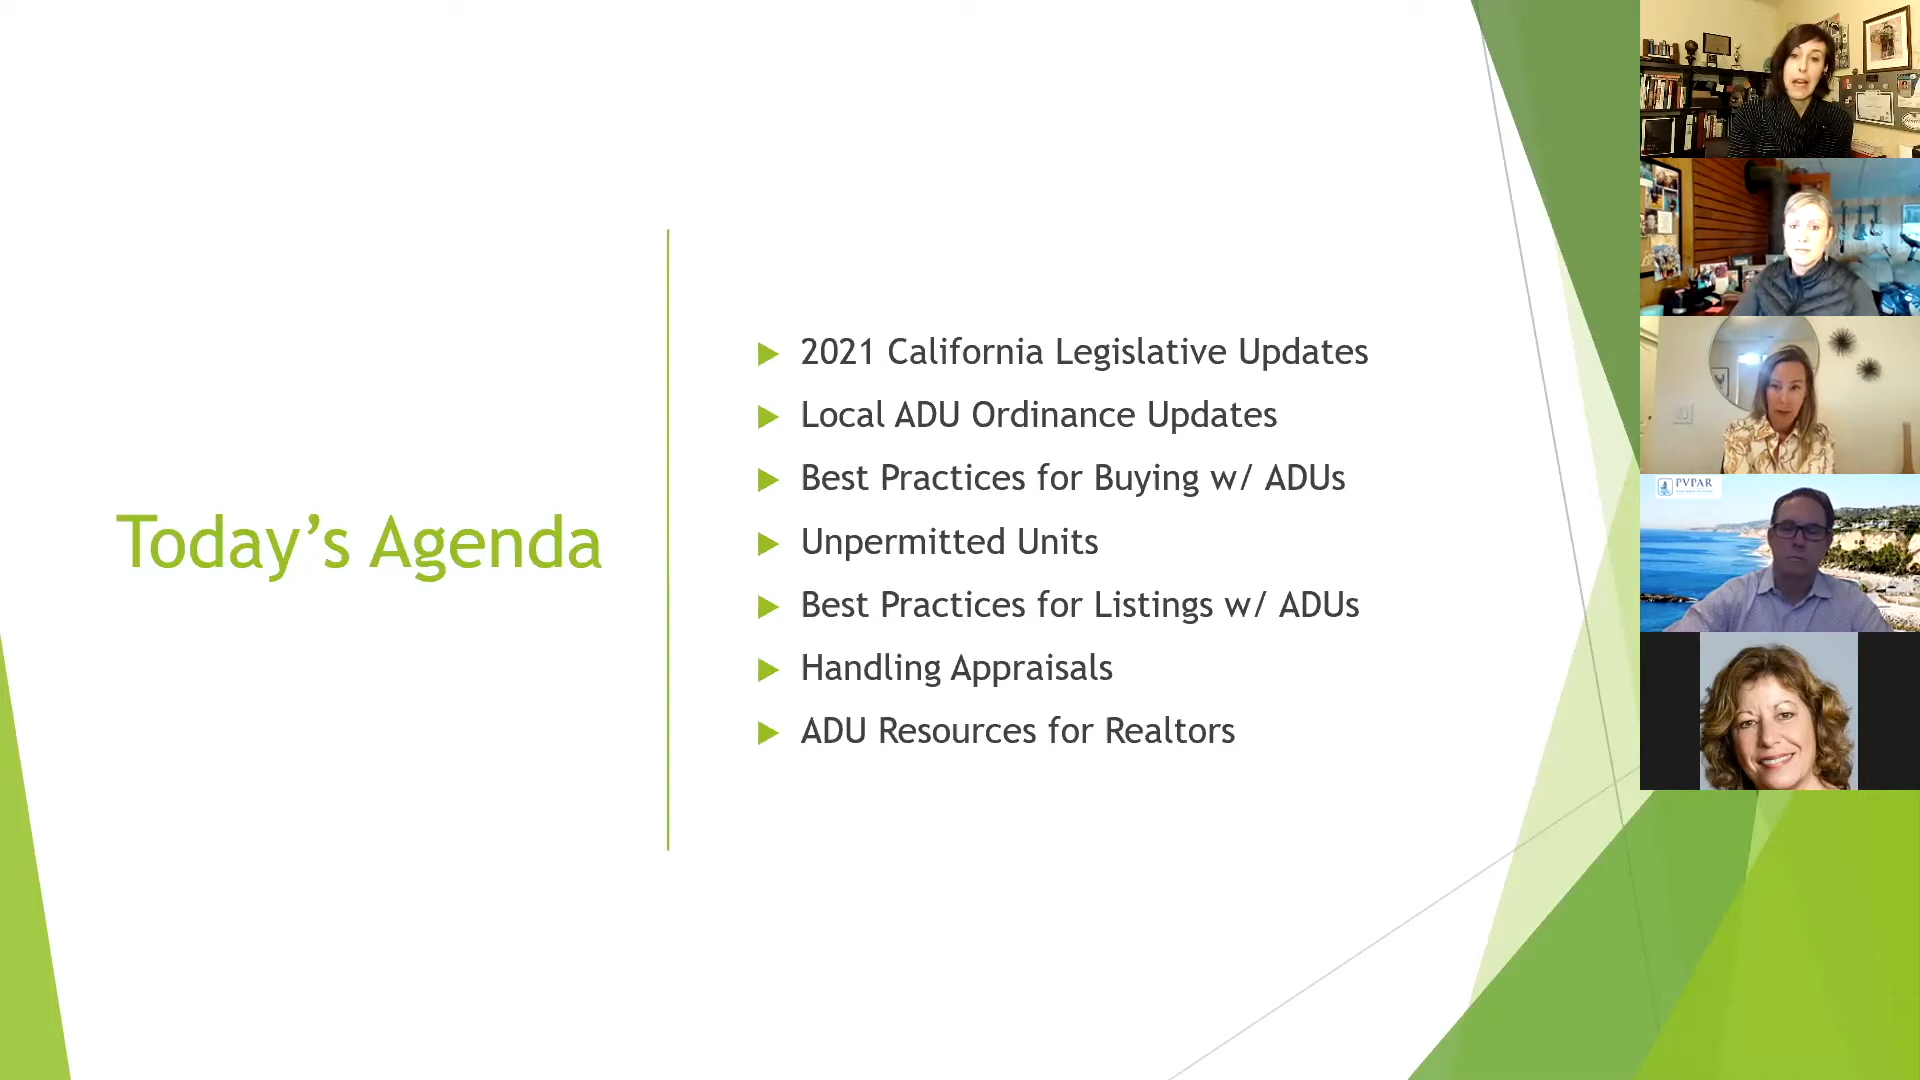 Today's Agenda
2021 California Legislative Updates
Local ADU Ordinance Updates
Best Practices for Buying w/ ADUs
Unpermitted Units
Best Practices for Listings w/ ADUs
Handling Appraisals
ADU Resources for Realtors
PVPAR